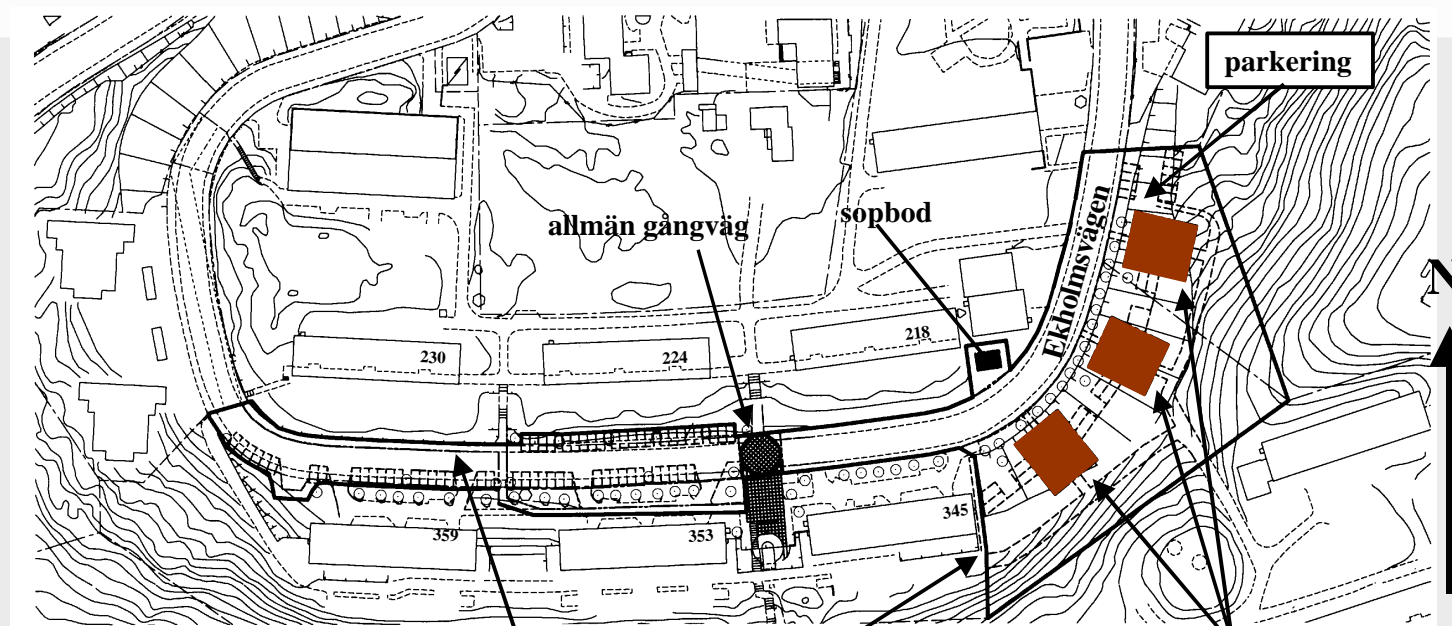 parkering
allmän gångväg
sopbod
Ekholmsvägen
N
218
230
224
345
359
353